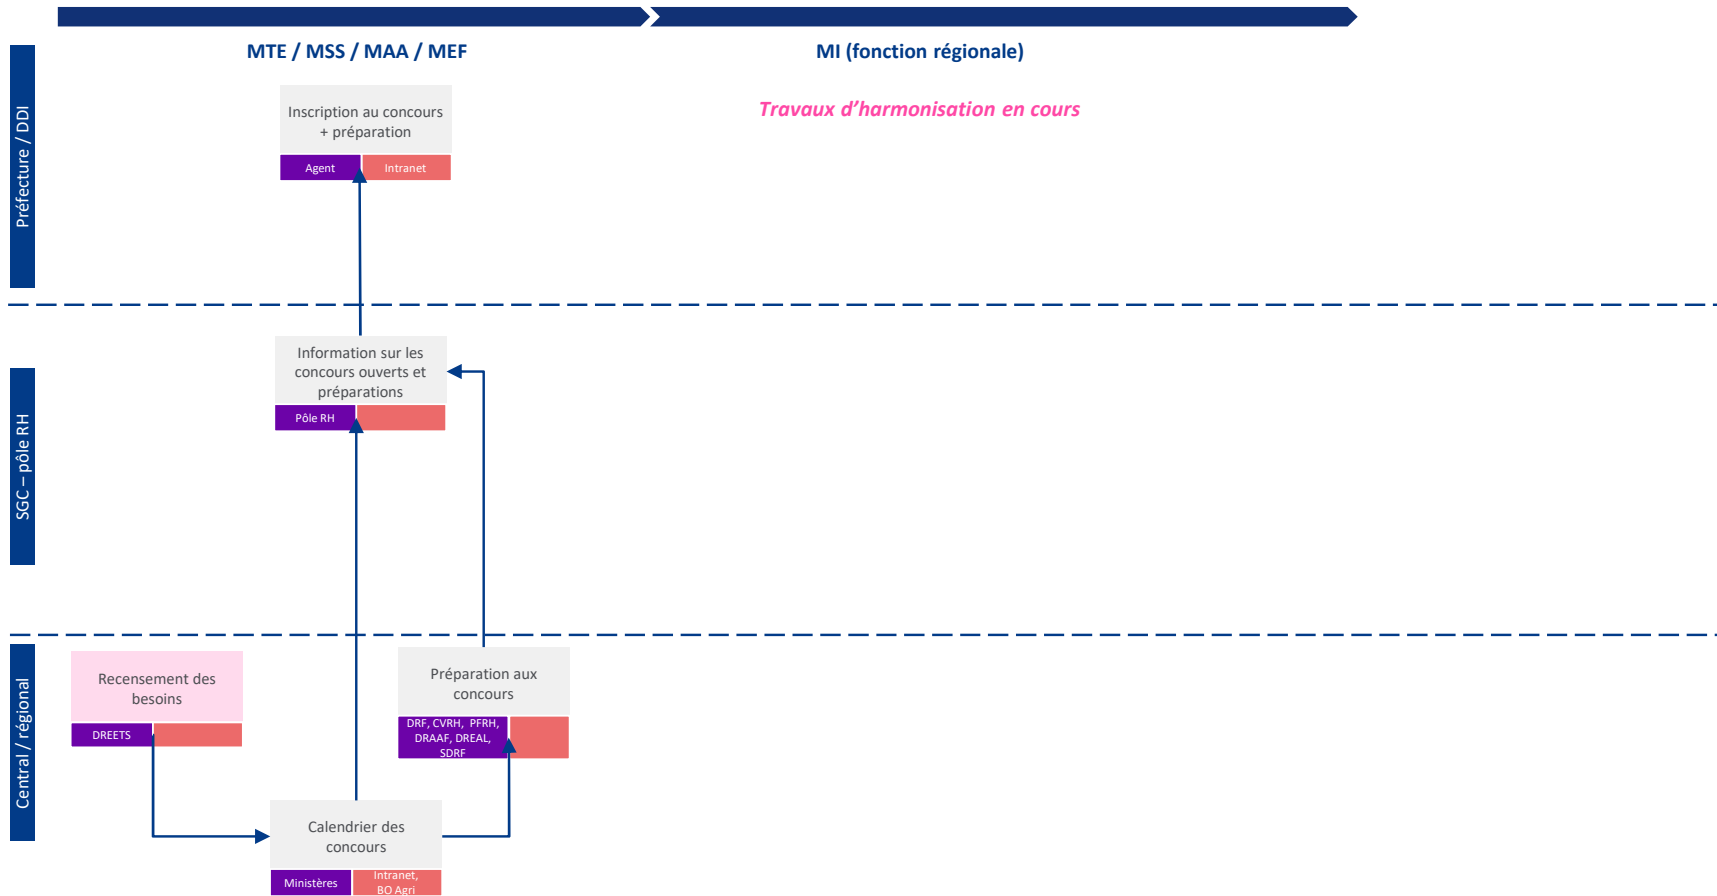 MTE / MSS / MAA / MEF
MI (fonction régionale)
Préfecture / DDI
Inscription au concours
+ préparation
Agent
Intranet
Travaux d’harmonisation en cours
SGC – pôle RH
Information sur les
concours ouverts et
préparations
Pôle RH
Central / régional
Recensement des
besoins
DREETS
Préparation aux
concours
DRF, CVRH, PFRH,
DRAAF, DREAL,
SDRF
Calendrier des
concours
Ministères
Intranet,
BO Agri